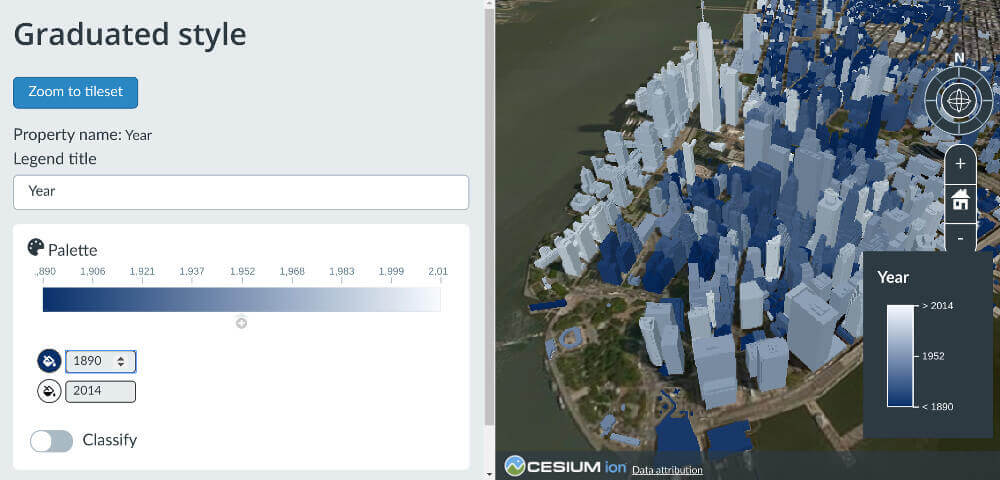 Graduated style
Zoom to tileset
Property name: Year
Legend title
Year
Palette
,890 1,906 1,921 1,937 1,952 1,968 1,983 1,999 2,01
1890
2014
Classify
N
+
-
Year
> 2014
1952
< 1890
CESIUM ion Data attribution